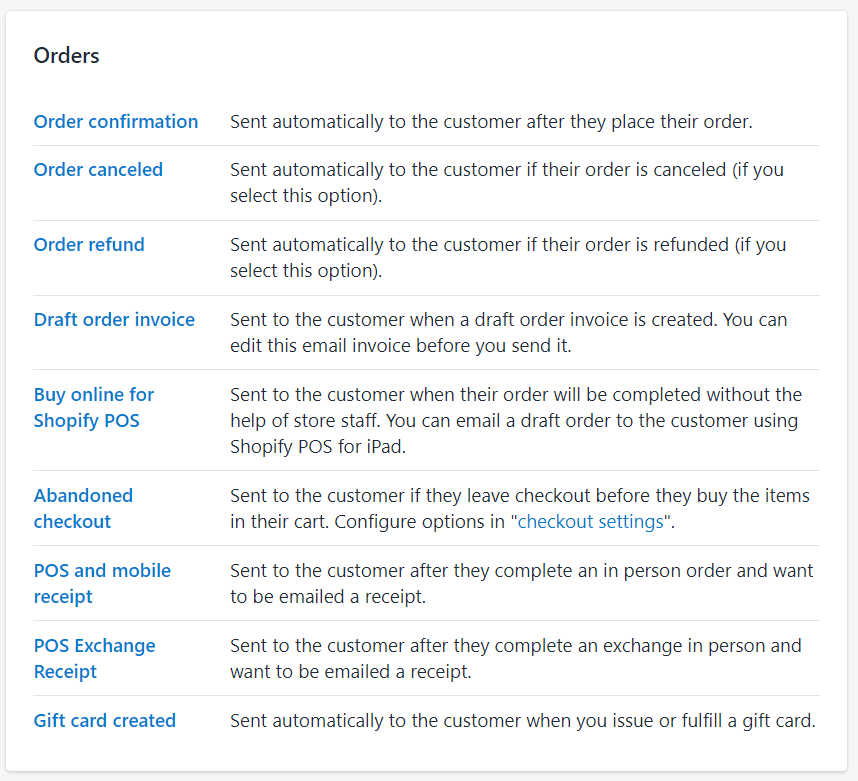 Orders
Order confirmation
Sent automatically to the customer after they place their order.
Order canceled
Sent automatically to the customer if their order is canceled (if you
select this option).
Order refund
Sent automatically to the customer if their order is refunded (if you
select this option).
Draft order invoice
Sent to the customer when a draft order invoice is created. You can
edit this email invoice before you send it.
Buy online for
Shopify POS
Sent to the customer when their order will be completed without the
help of store staff. You can email a draft order to the customer using
Shopify POS for iPad.
Abandoned
checkout
Sent to the customer if they leave checkout before they buy the items
in their cart. Configure options in "checkout settings".
POS and mobile
receipt
Sent to the customer after they complete an in person order and want
to be emailed a receipt.
POS Exchange
Receipt
Sent to the customer after they complete an exchange in person and
want to be emailed a receipt.
Gift card created
Sent automatically to the customer when you issue or fulfill a gift card.